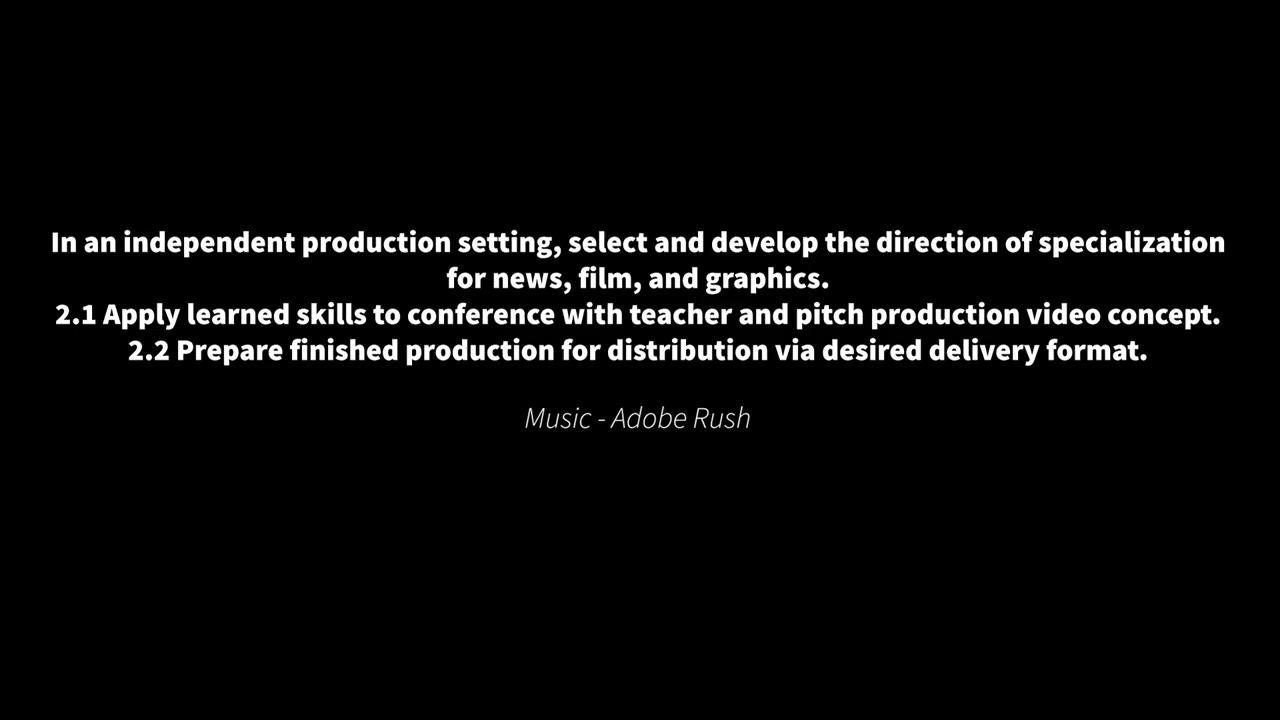 In an independent production setting, select and develop the direction of specialization
for news, film, and graphics.
2.1 Apply learned skills to conference with teacher and pitch production video concept.
2.2 Prepare finished production for distribution via desired delivery format.
Music - Adobe Rush